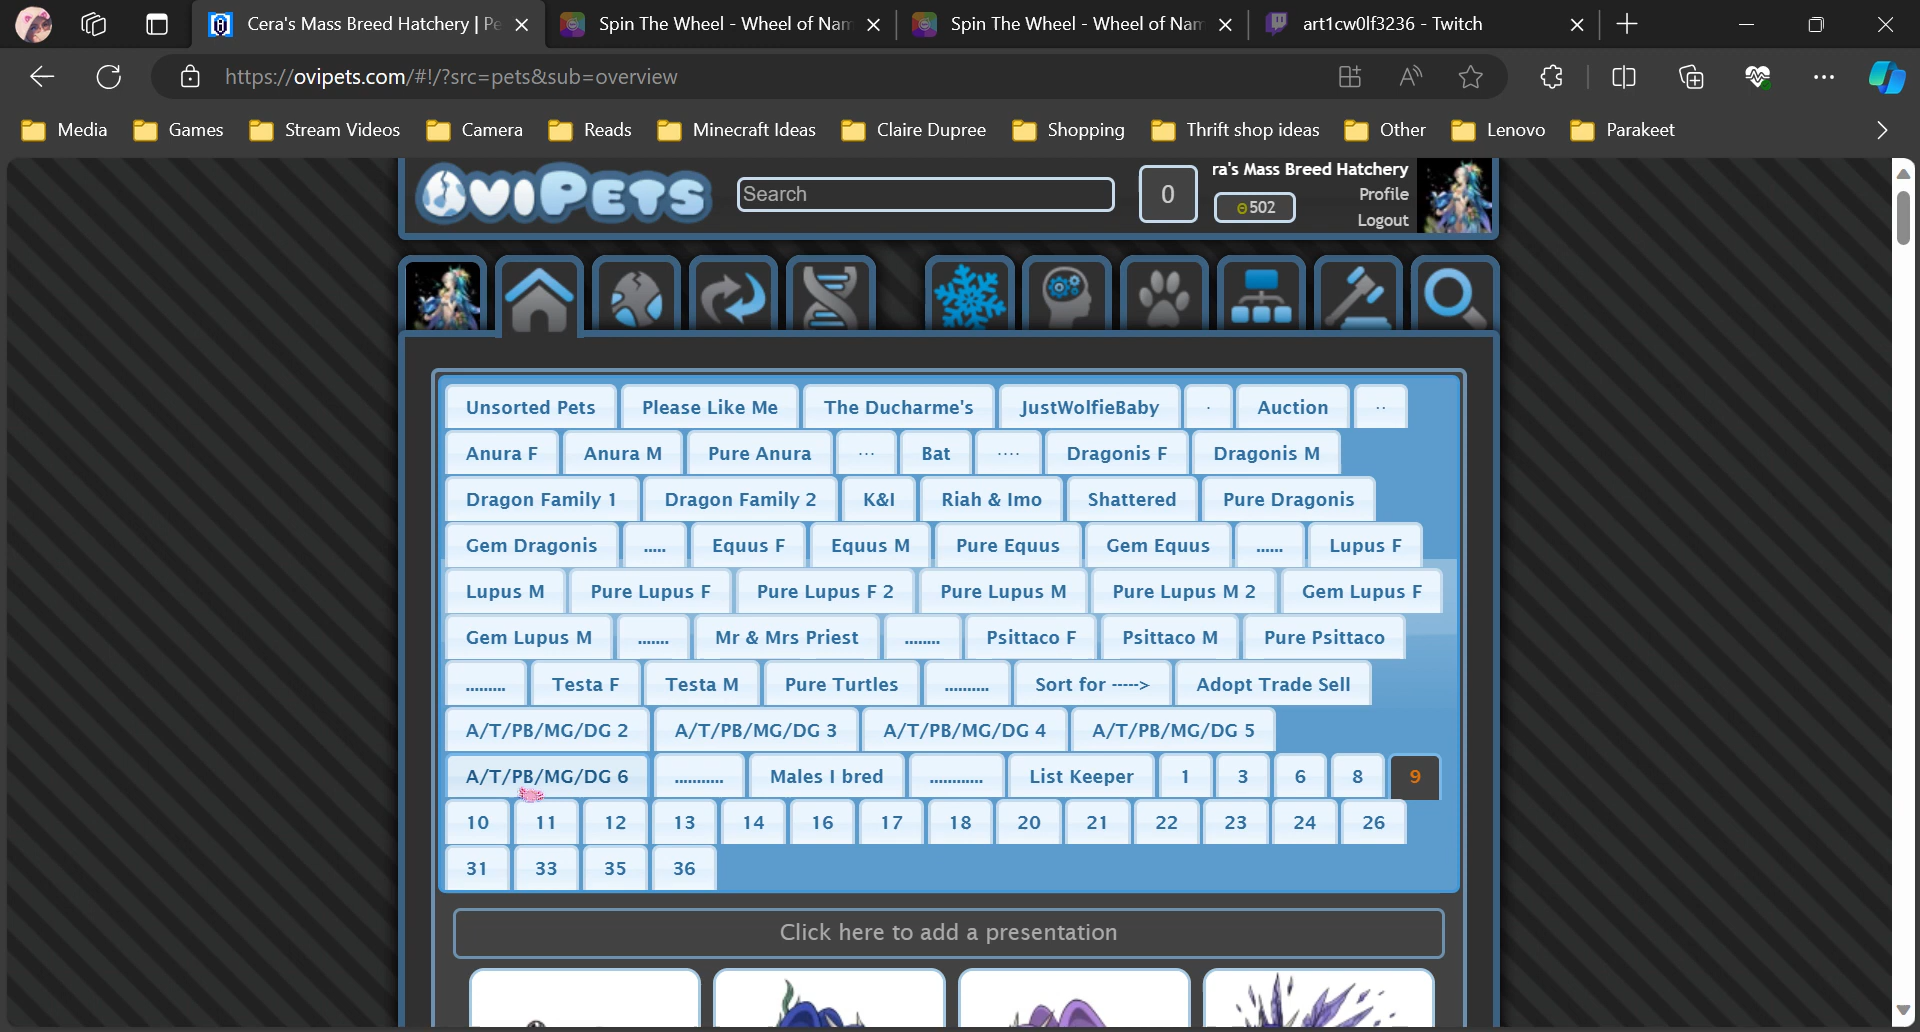 Cera's Mass Breed Hatchery | Pe
Spin The Wheel - Wheel of Nam
Spin The Wheel - Wheel of Nam
art1cw0lf3236 - Twitch
https://ovipets.com/#!/?src=pets&sub=overview
Media Games Stream Videos Camera Reads Minecraft Ideas Claire Dupree Shopping Thrift shop ideas Other Lenovo Parakeet
OviPets
Search
0
ra's Mass Breed Hatchery
502
Profile
Logout
Unsorted Pets Please Like Me The Ducharme's JustWolfieBaby . Auction ..
Anura F Anura M Pure Anura ... Bat .... Dragonis F Dragonis M
Dragon Family 1 Dragon Family 2 K&I Riah & Imo Shattered Pure Dragonis
Gem Dragonis ..... Equus F Equus M Pure Equus Gem Equus ...... Lupus F
Lupus M Pure Lupus F Pure Lupus F 2 Pure Lupus M Pure Lupus M 2 Gem Lupus F
Gem Lupus M ....... Mr & Mrs Priest ........ Psittaco F Psittaco M Pure Psittaco
......... Testa F Testa M Pure Turtles .......... Sort for -----> Adopt Trade Sell
A/T/PB/MG/DG 2 A/T/PB/MG/DG 3 A/T/PB/MG/DG 4 A/T/PB/MG/DG 5
A/T/PB/MG/DG 6 ........... Males I bred ............ List Keeper 1 3 6 8 9
10 11 12 13 14 16 17 18 20 21 22 23 24 26
31 33 35 36
Click here to add a presentation